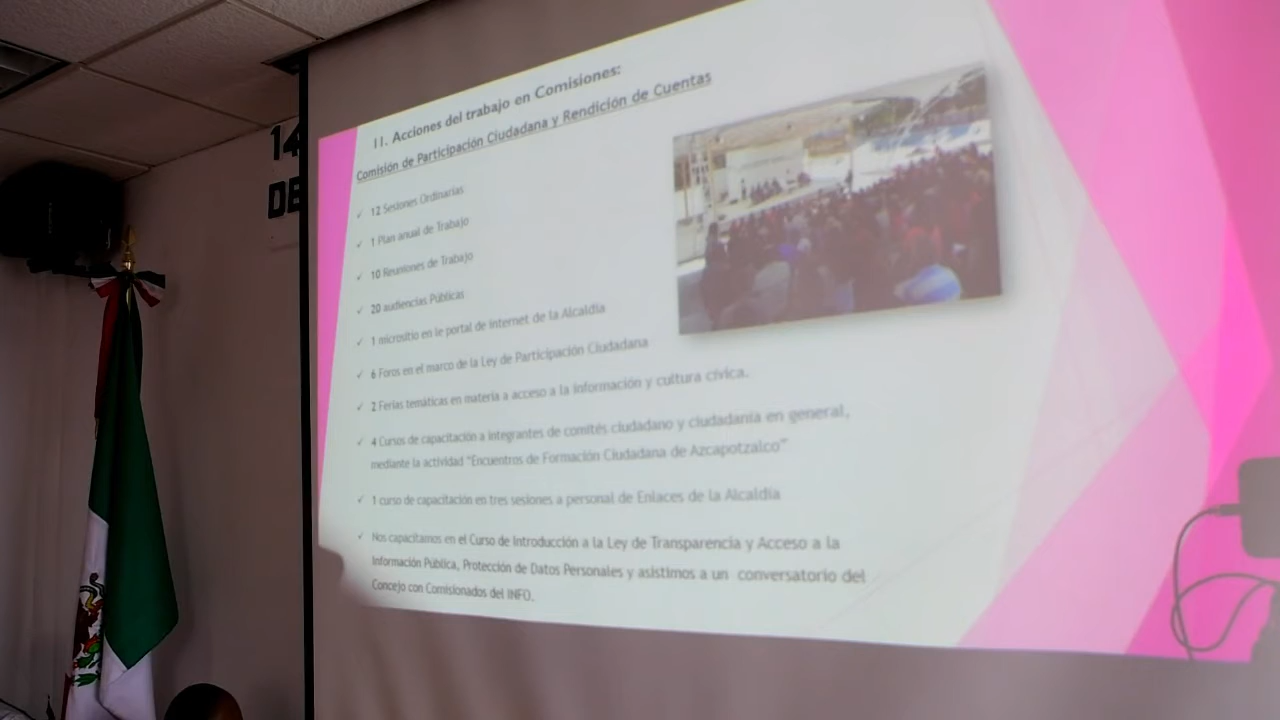 14
DE
11. Acciones del trabajo en Comisiones:
Comisión de Participación Ciudadana y Rendición de Cuentas
✓ 12 Sesiones Ordinarias
✓ 1 Plan anual de Trabajo
✓ 10 Reuniones de Trabajo
✓ 20 audiencias Públicas
✓ 1 micrositio en le portal de internet de la Alcaldía
✓ 6 Foros en el marco de la Ley de Participación Ciudadana
✓ 2 Ferias temáticas en materia a acceso a la información y cultura cívica.
✓ 4 Cursos de capacitación a integrantes de comités ciudadano y ciudadanía en general,
mediante la actividad "Encuentros de Formación Ciudadana de Azcapotzalco"
✓ 1 curso de capacitación en tres sesiones a personal de Enlaces de la Alcaldía
✓ Nos capacitamos en el Curso de Introducción a la Ley de Transparencia y Acceso a la
Información Pública, Protección de Datos Personales y asistimos a un conversatorio del
Concejo con Comisionados del INFO.